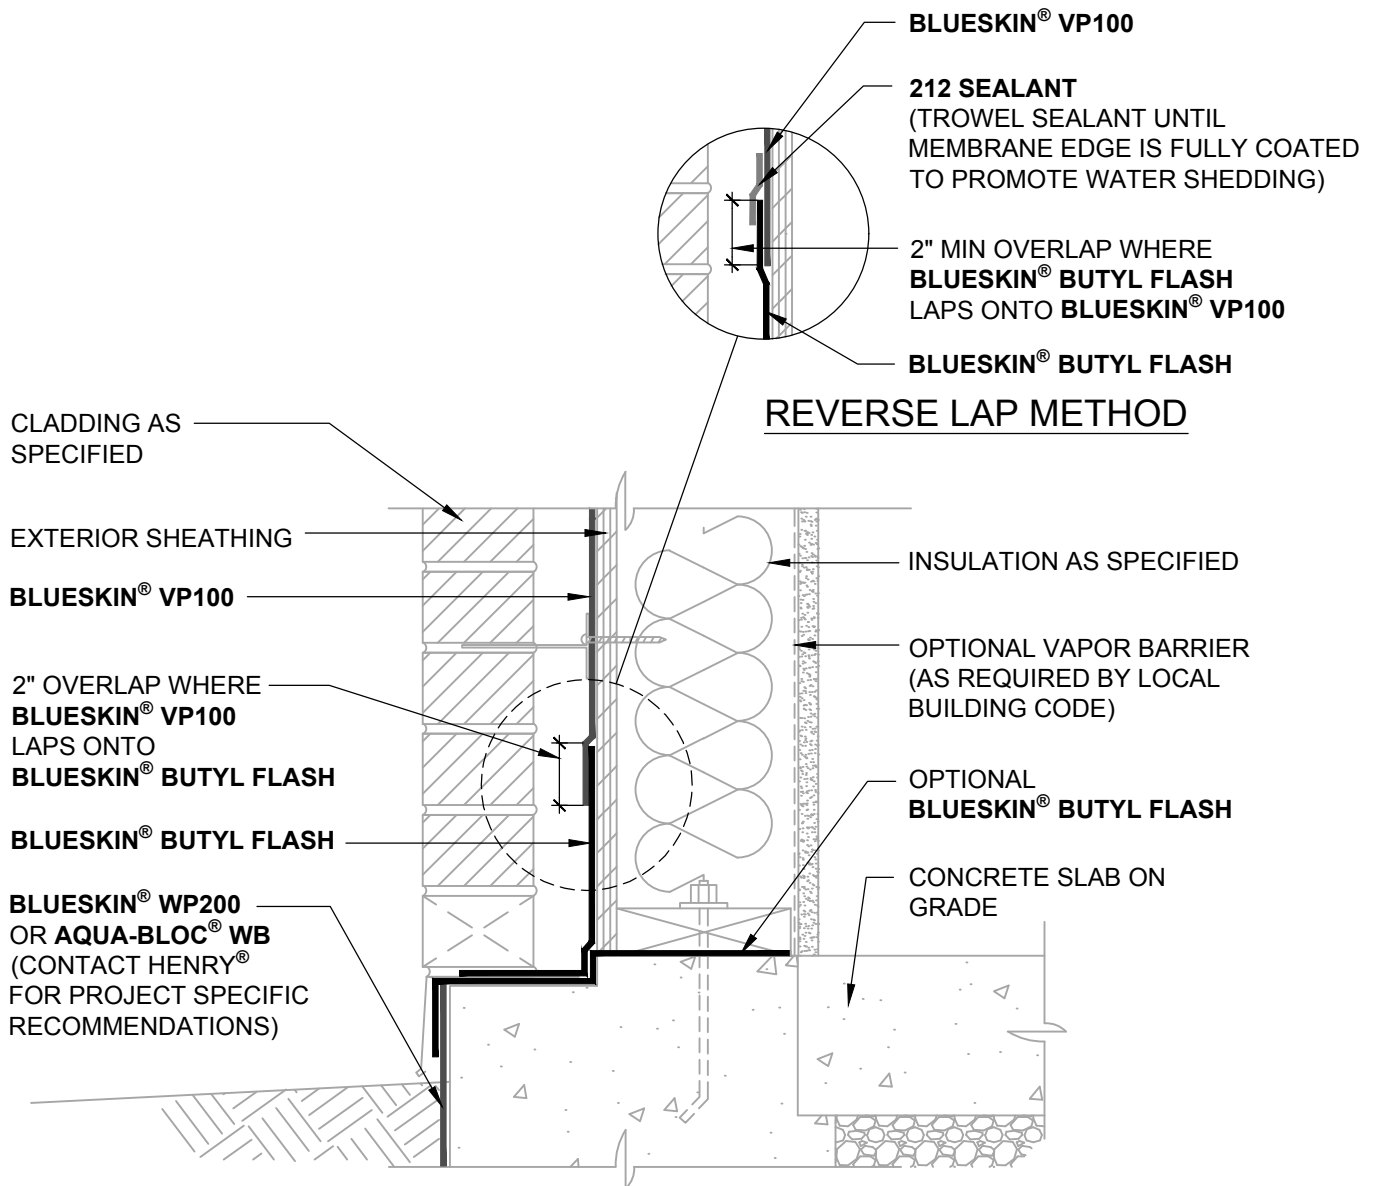 BLUESKIN® VP100
212 SEALANT
(TROWEL SEALANT UNTIL
MEMBRANE EDGE IS FULLY COATED
TO PROMOTE WATER SHEDDING)
2" MIN OVERLAP WHERE
BLUESKIN® BUTYL FLASH
LAPS ONTO BLUESKIN® VP100
BLUESKIN® BUTYL FLASH
REVERSE LAP METHOD
CLADDING AS
SPECIFIED
EXTERIOR SHEATHING
BLUESKIN® VP100
2" OVERLAP WHERE
BLUESKIN® VP100
LAPS ONTO
BLUESKIN® BUTYL FLASH
BLUESKIN® BUTYL FLASH
BLUESKIN® WP200
OR AQUA-BLOC® WB
(CONTACT HENRY®
FOR PROJECT SPECIFIC
RECOMMENDATIONS)
INSULATION AS SPECIFIED
OPTIONAL VAPOR BARRIER
(AS REQUIRED BY LOCAL
BUILDING CODE)
OPTIONAL
BLUESKIN® BUTYL FLASH
CONCRETE SLAB ON
GRADE